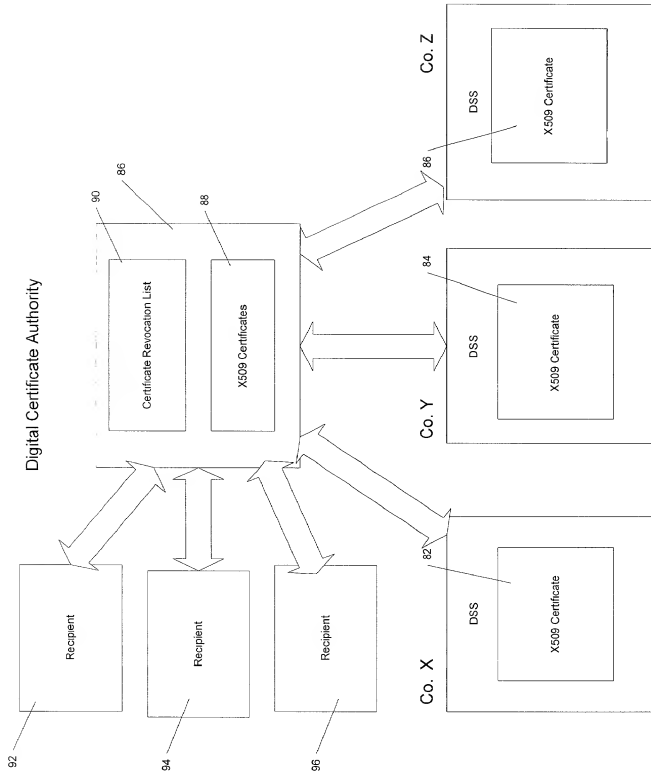 Digital Certificate Authority
90
86
Certificate Revocation List
88
X509 Certificates
92
Recipient
94
Recipient
96
Recipient
Co. X
DSS
82
X509 Certificate
Co. Y
DSS
84
X509 Certificate
Co. Z
DSS
86
X509 Certificate